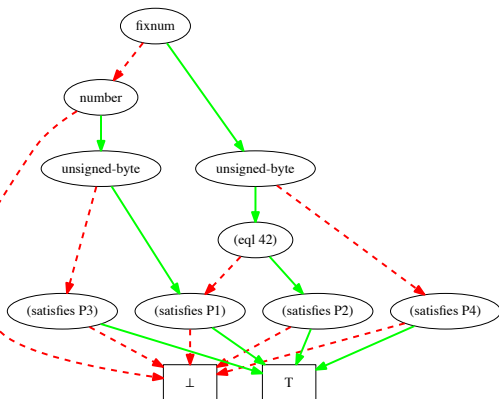 fixnum
number
unsigned-byte unsigned-byte
(eql 42)
(satisfies P3) (satisfies P1) (satisfies P2) (satisfies P4)
⊥ T